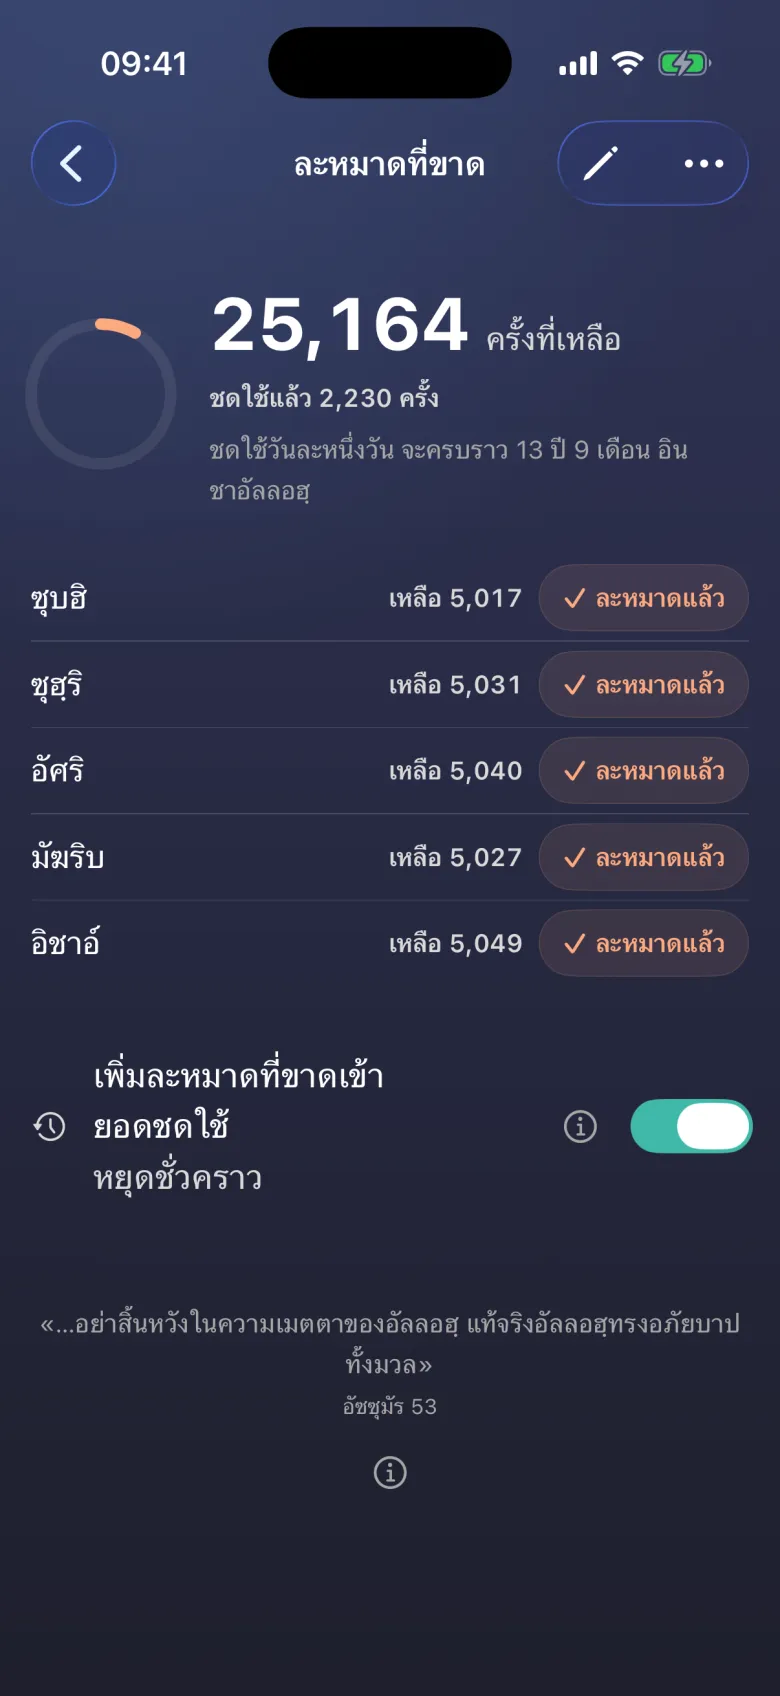 09:41
ละหมาดที่ขาด
25,164 ครั้งที่เหลือ
ชดใช้แล้ว 2,230 ครั้ง
ชดใช้วันละหนึ่งวัน จะครบราว 13 ปี 9 เดือน อิน
ชาอัลลอฮฺ
ซุบฮิ เหลือ 5,017 ละหมาดแล้ว
ซุฮฺริ เหลือ 5,031 ละหมาดแล้ว
อัศริ เหลือ 5,040 ละหมาดแล้ว
มัฆริบ เหลือ 5,027 ละหมาดแล้ว
อิชาอ์ เหลือ 5,049 ละหมาดแล้ว
เพิ่มละหมาดที่ขาดเข้า
ยอดชดใช้
หยุดชั่วคราว
«...อย่าสิ้นหวังในความเมตตาของอัลลอฮฺ แท้จริงอัลลอฮฺทรงอภัยบาป
ทั้งมวล»
อัซซุมัร 53